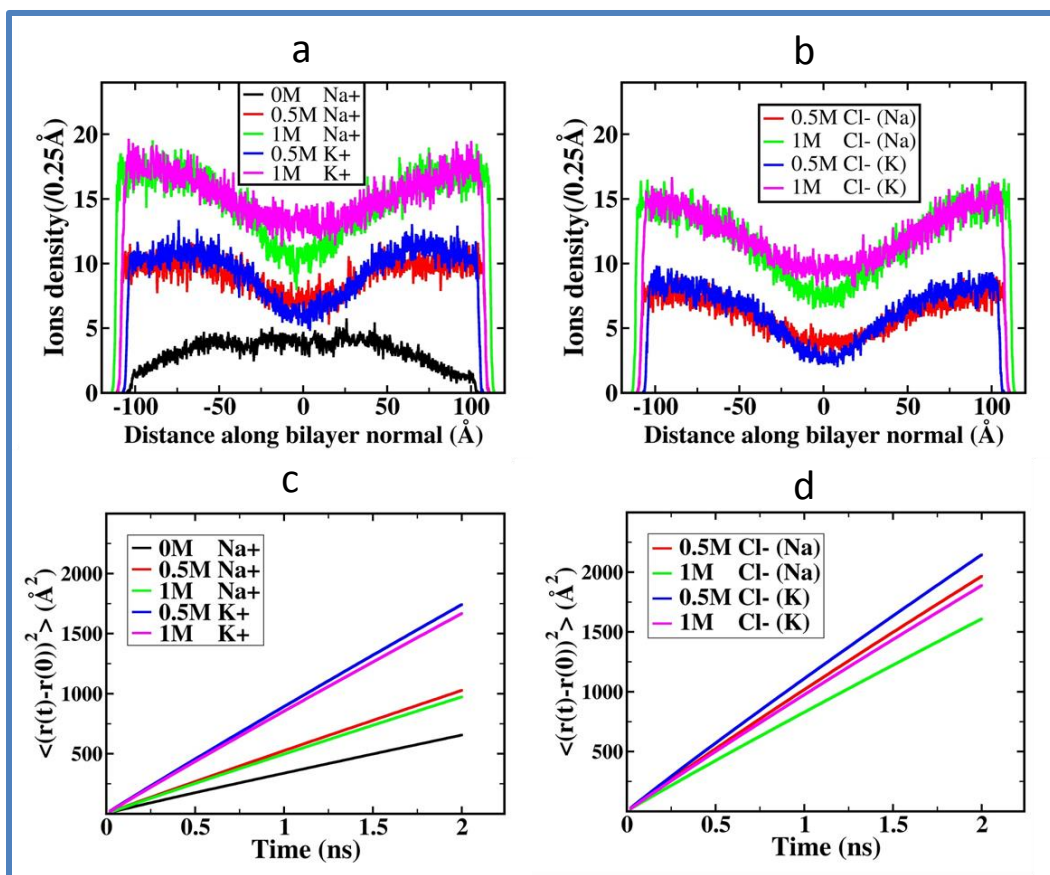 a
0M Na+
0.5M Na+
1M Na+
0.5M K+
1M K+
Ions density(/0.25Å)
20
15
10
5
0
-100 -50 0 50 100
Distance along bilayer normal (Å)
b
0.5M Cl- (Na)
1M Cl- (Na)
0.5M Cl- (K)
1M Cl- (K)
Ions density(/0.25Å)
20
15
10
5
0
-100 -50 0 50 100
Distance along bilayer normal (Å)
c
0M Na+
0.5M Na+
1M Na+
0.5M K+
1M K+
<(r(t)-r(0))²> (Å²)
2000
1500
1000
500
0 0.5 1 1.5 2
Time (ns)
d
0.5M Cl- (Na)
1M Cl- (Na)
0.5M Cl- (K)
1M Cl- (K)
<(r(t)-r(0))²> (Å²)
2000
1500
1000
500
0 0.5 1 1.5 2
Time (ns)